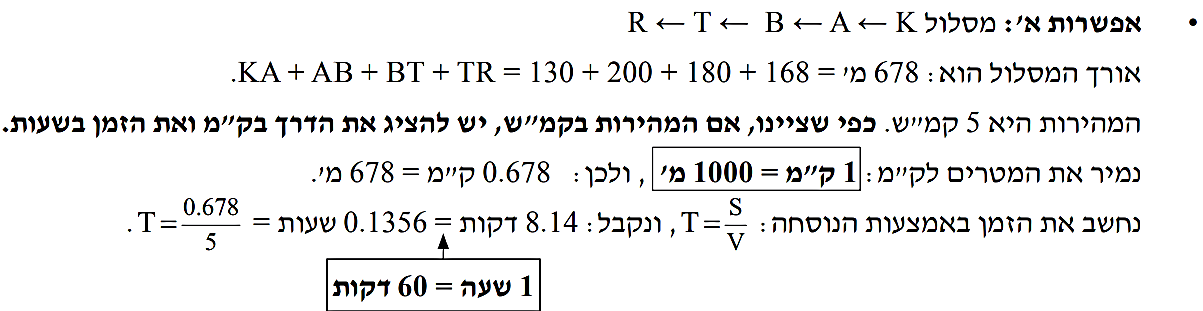 • אפשרות א׳: מסלול R ← T ← B ← A ← K
אורך המסלול הוא: KA + AB + BT + TR = 130 + 200 + 180 + 168 = 678 מ׳.
המהירות היא 5 קמ״ש. כפי שציינו, אם המהירות בקמ״ש, יש להציג את הדרך בק״מ ואת הזמן בשעות.
נמיר את המטרים לק״מ: 1 ק״מ = 1000 מ׳, ולכן: 0.678 ק״מ = 678 מ׳.
נחשב את הזמן באמצעות הנוסחה: T = S/V, ונקבל: 8.14 דקות = 0.1356 שעות = T = 0.678/5.
1 שעה = 60 דקות